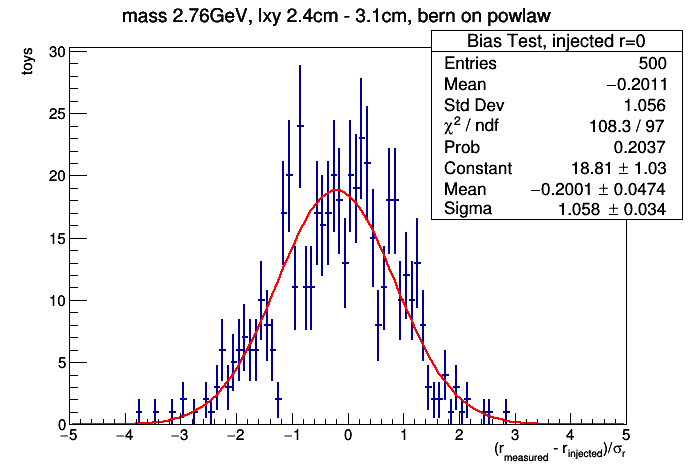 mass 2.76GeV, lxy 2.4cm - 3.1cm, bern on powlaw
Bias Test, injected r=0
Entries 500
Mean −0.2011
Std Dev 1.056
χ² / ndf 108.3 / 97
Prob 0.2037
Constant 18.81 ± 1.03
Mean −0.2001 ± 0.0474
Sigma 1.058 ± 0.034
toys
30
25
20
15
10
5
0
−5 −4 −3 −2 −1 0 1 2 3 4 5
(r_measured - r_injected)/σ_r